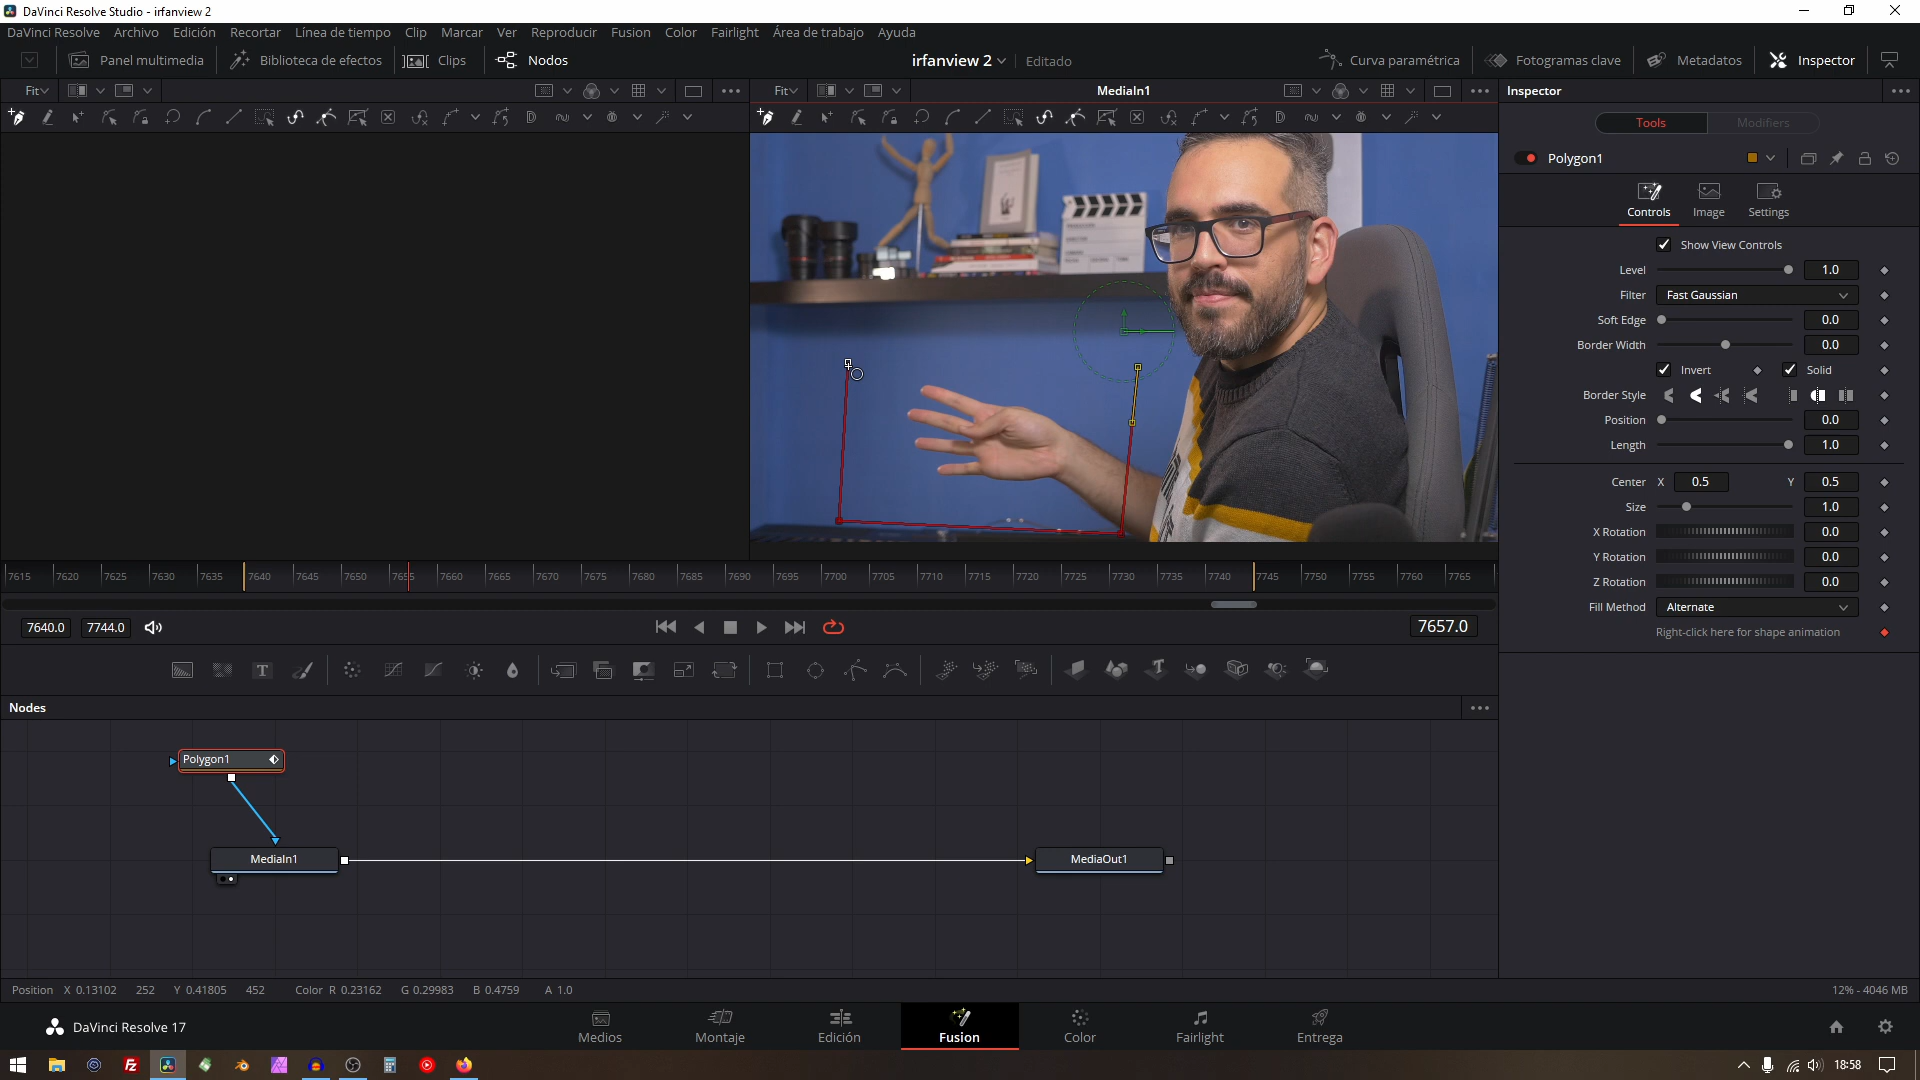 DaVinci Resolve Studio - irfanview 2
DaVinci Resolve Archivo Edición Recortar Línea de tiempo Clip Marcar Ver Reproducir Fusion Color Fairlight Área de trabajo Ayuda
Panel multimedia Biblioteca de efectos Clips Nodos irfanview 2 Editado Curva paramétrica Fotogramas clave Metadatos Inspector
Fit Fit MediaIn1 Inspector
Tools Modifiers
Polygon1
Controls Image Settings
Show View Controls
Level 1.0
Filter Fast Gaussian
Soft Edge 0.0
Border Width 0.0
Invert Solid
Border Style
Position 0.0
Length 1.0
Center X 0.5 Y 0.5
Size 1.0
X Rotation 0.0
Y Rotation 0.0
Z Rotation 0.0
Fill Method Alternate
Right-click here for shape animation
7615 7620 7625 7630 7635 7640 7645 7650 7655 7660 7665 7670 7675 7680 7685 7690 7695 7700 7705 7710 7715 7720 7725 7730 7735 7740 7745 7750 7755 7760 7765
7640.0 7744.0 7657.0
Nodes
Polygon1
MediaIn1 MediaOut1
Position X 0.13102 252 Y 0.41805 452 Color R 0.23162 G 0.29983 B 0.4759 A 1.0 12% - 4046 MB
DaVinci Resolve 17 Medios Montaje Edición Fusion Color Fairlight Entrega
18:58